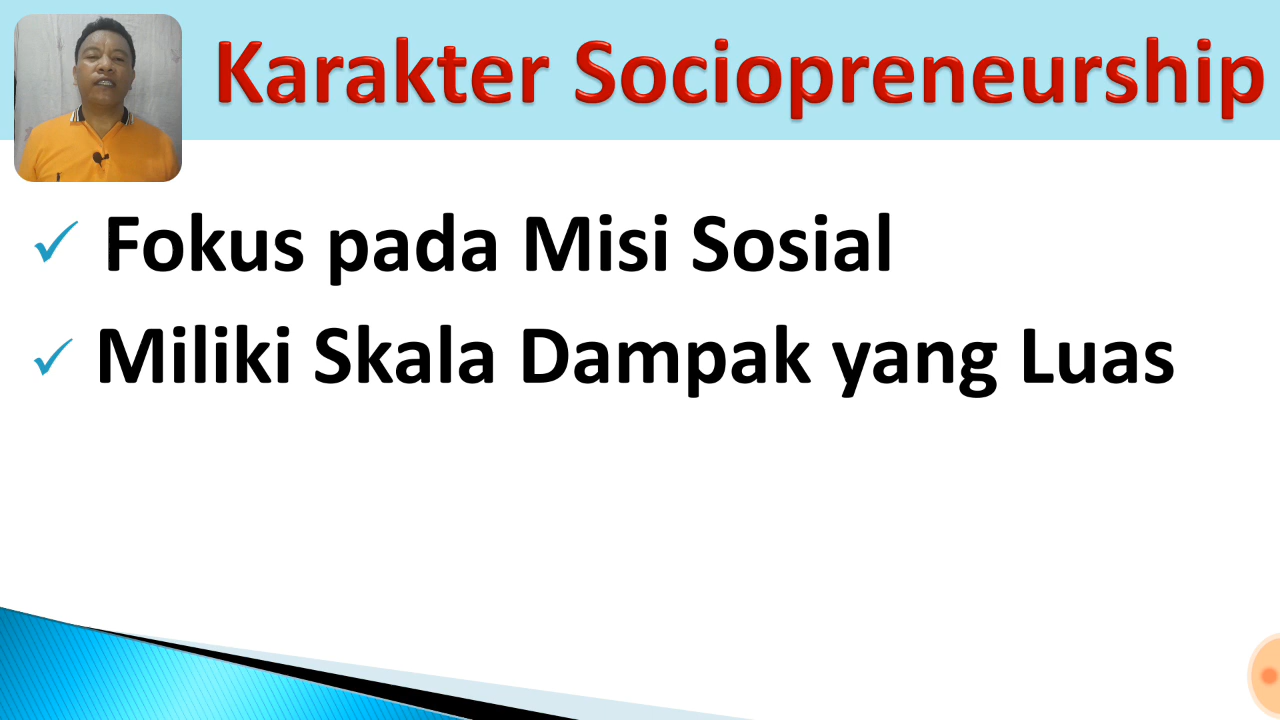 Karakter Sociopreneurship
✓ Fokus pada Misi Sosial
✓ Miliki Skala Dampak yang Luas